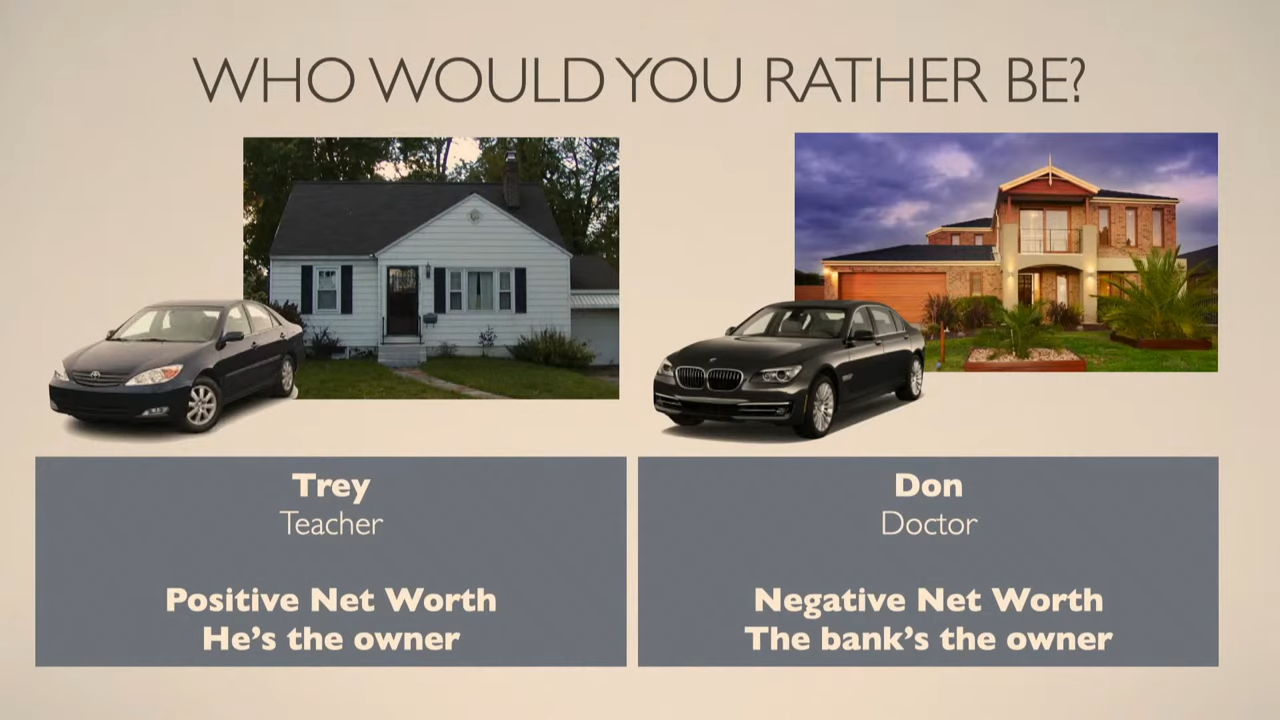 WHO WOULD YOU RATHER BE?
Trey
Teacher
Positive Net Worth
He’s the owner
Don
Doctor
Negative Net Worth
The bank’s the owner